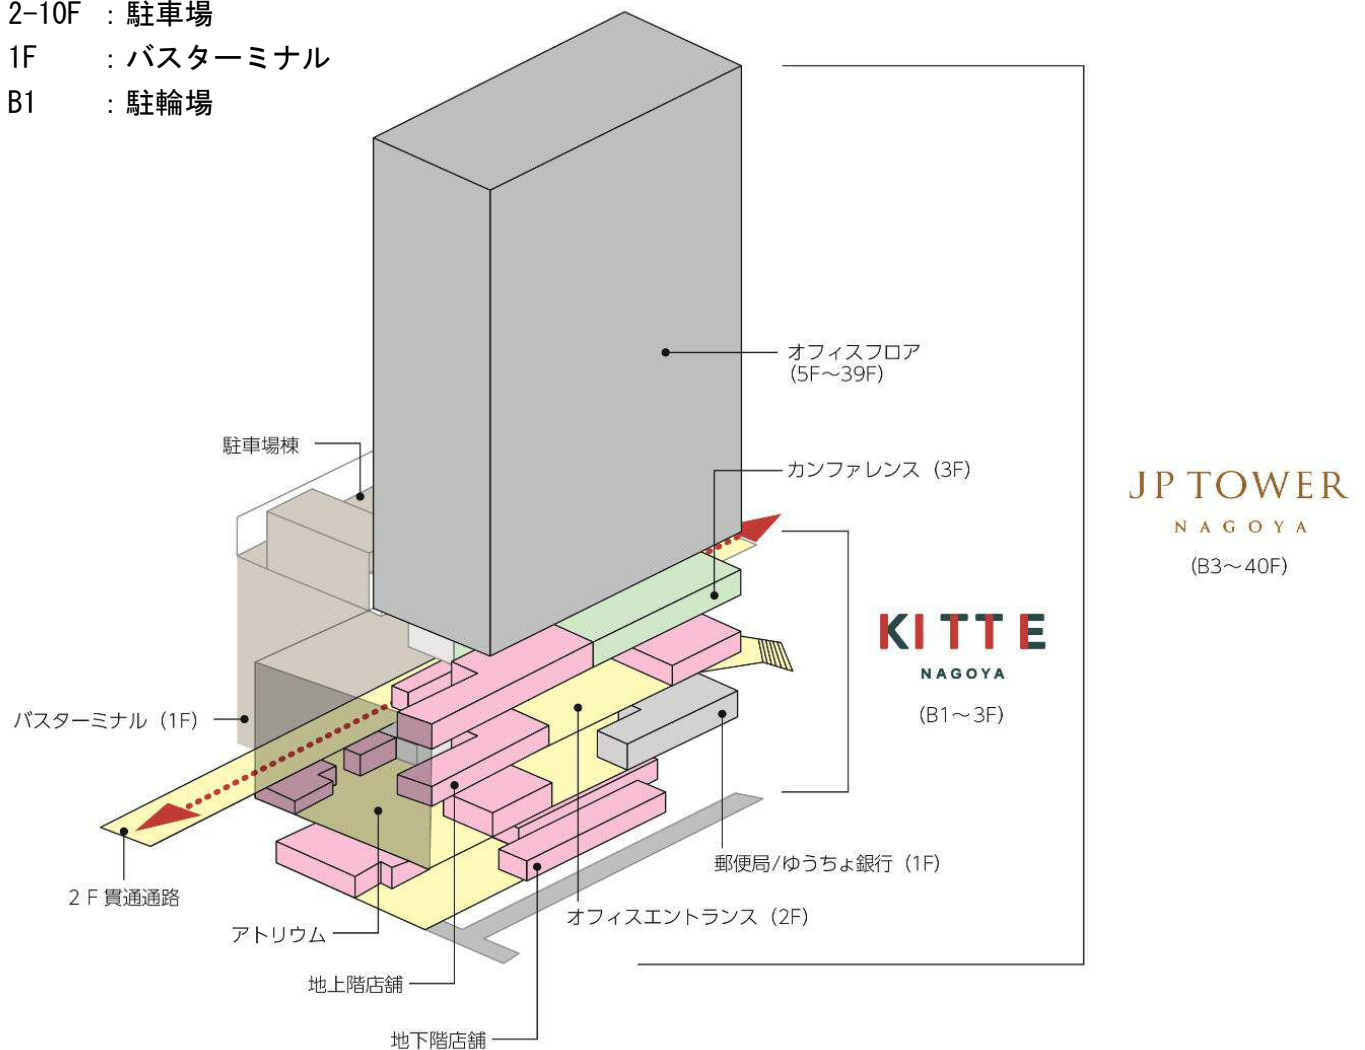 2-10F : 駐車場
1F : バスターミナル
B1 : 駐輪場
オフィスフロア
(5F～39F)
駐車場棟
カンファレンス (3F)
JP TOWER
NAGOYA
(B3～40F)
KITTE
NAGOYA
(B1～3F)
バスターミナル (1F)
郵便局/ゆうちょ銀行 (1F)
2F貫通通路
オフィスエントランス (2F)
アトリウム
地上階店舗
地下階店舗